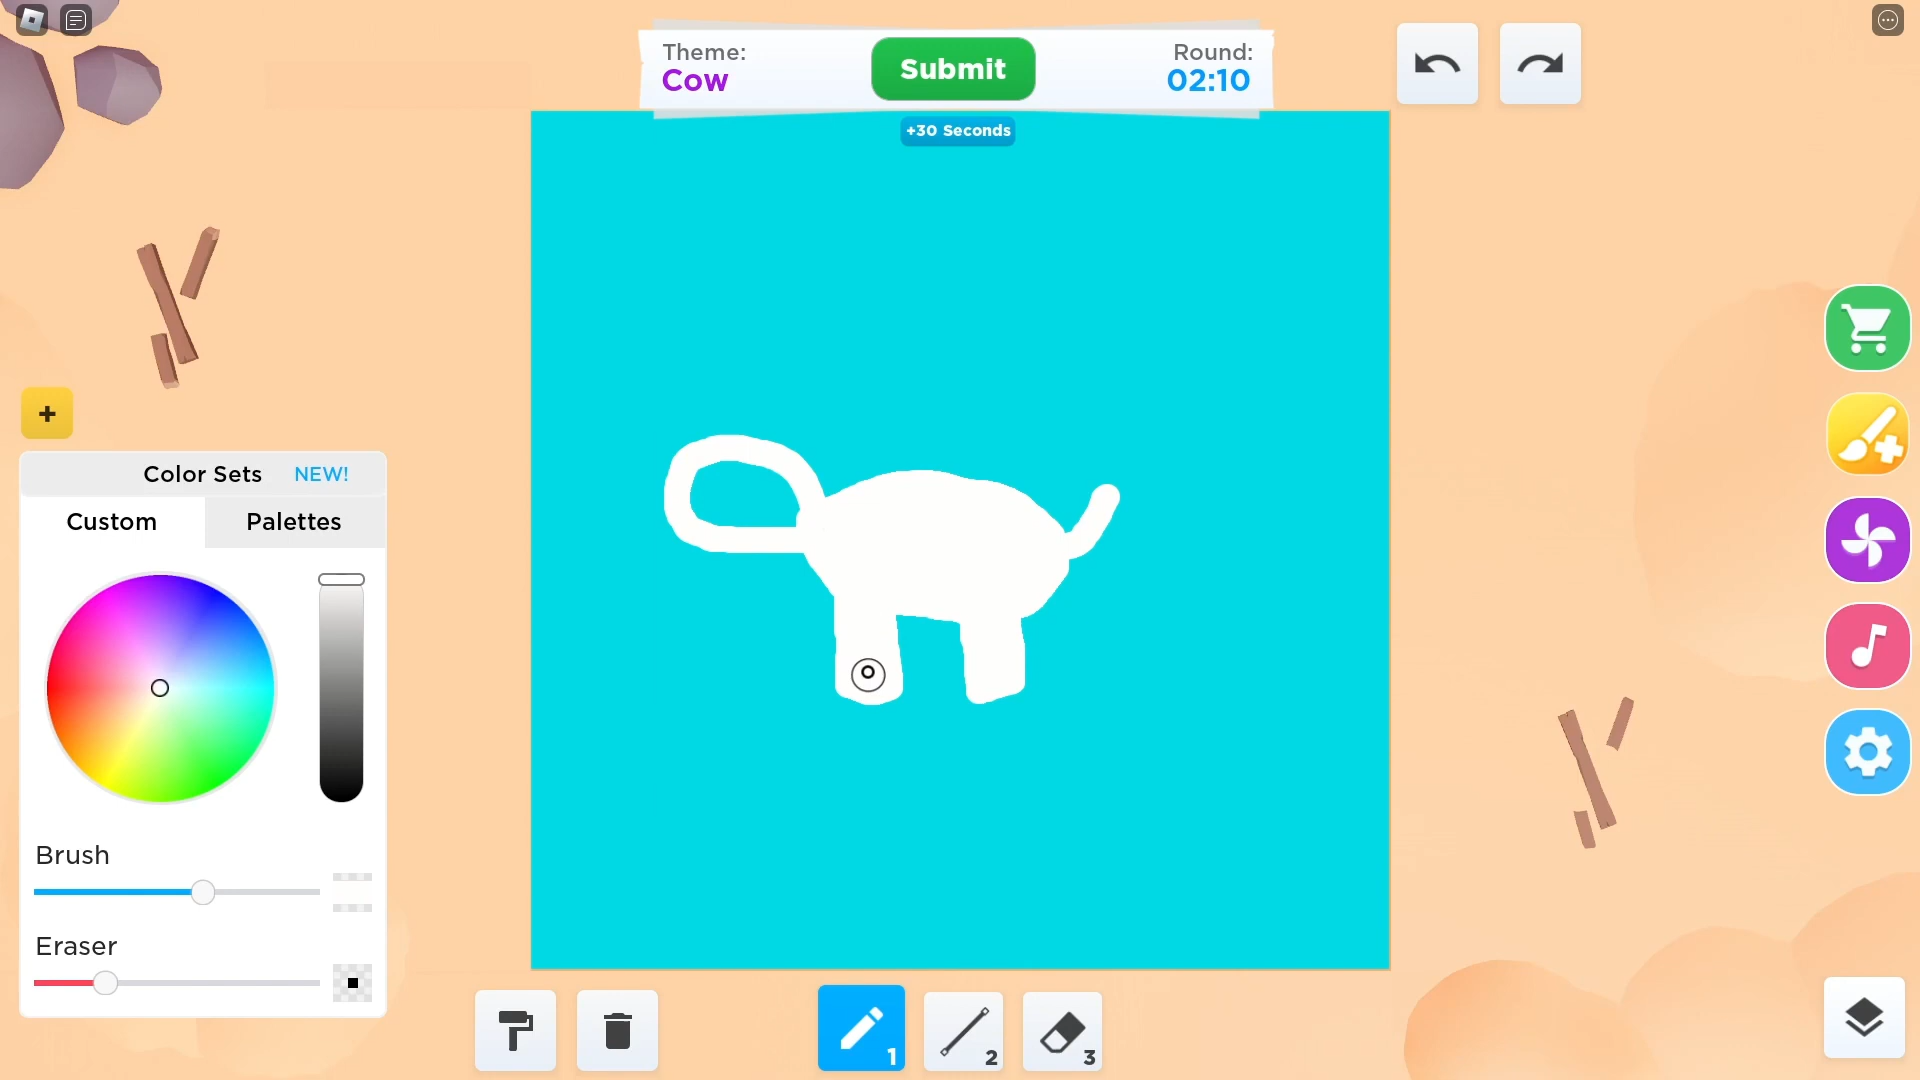 Theme:
Cow
Submit
Round:
02:10
+30 Seconds
+
Color Sets NEW!
Custom
Palettes
Brush
Eraser
1
2
3